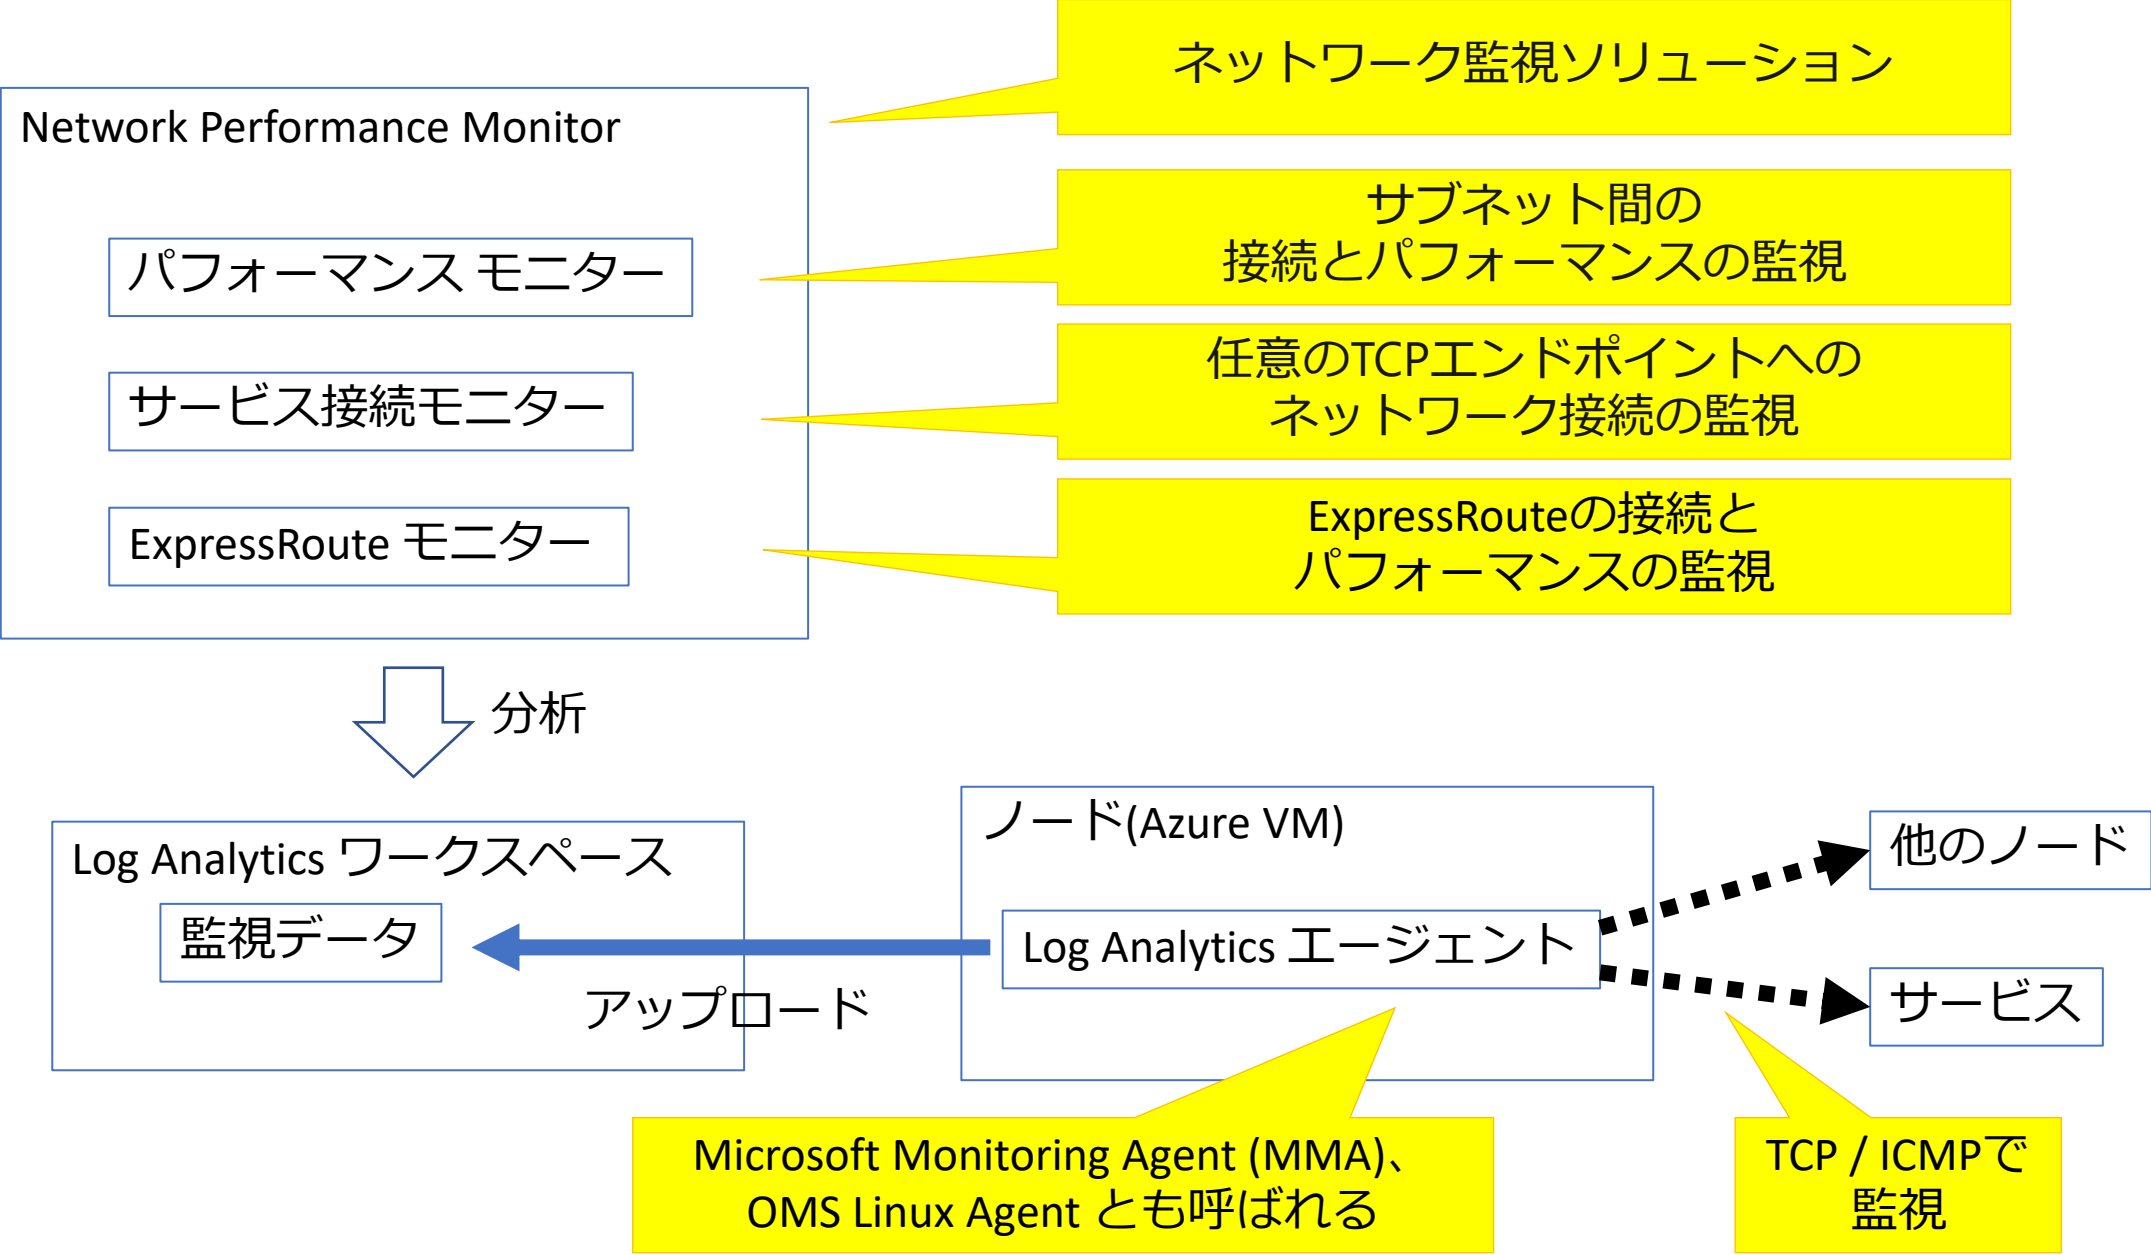 ネットワーク監視ソリューション
Network Performance Monitor
サブネット間の
接続とパフォーマンスの監視
パフォーマンス モニター
任意のTCPエンドポイントへの
ネットワーク接続の監視
サービス接続モニター
ExpressRouteの接続と
パフォーマンスの監視
ExpressRoute モニター
分析
ノード(Azure VM)
Log Analytics ワークスペース
他のノード
監視データ
Log Analytics エージェント
アップロード
サービス
Microsoft Monitoring Agent (MMA)、
OMS Linux Agent とも呼ばれる
TCP / ICMPで
監視